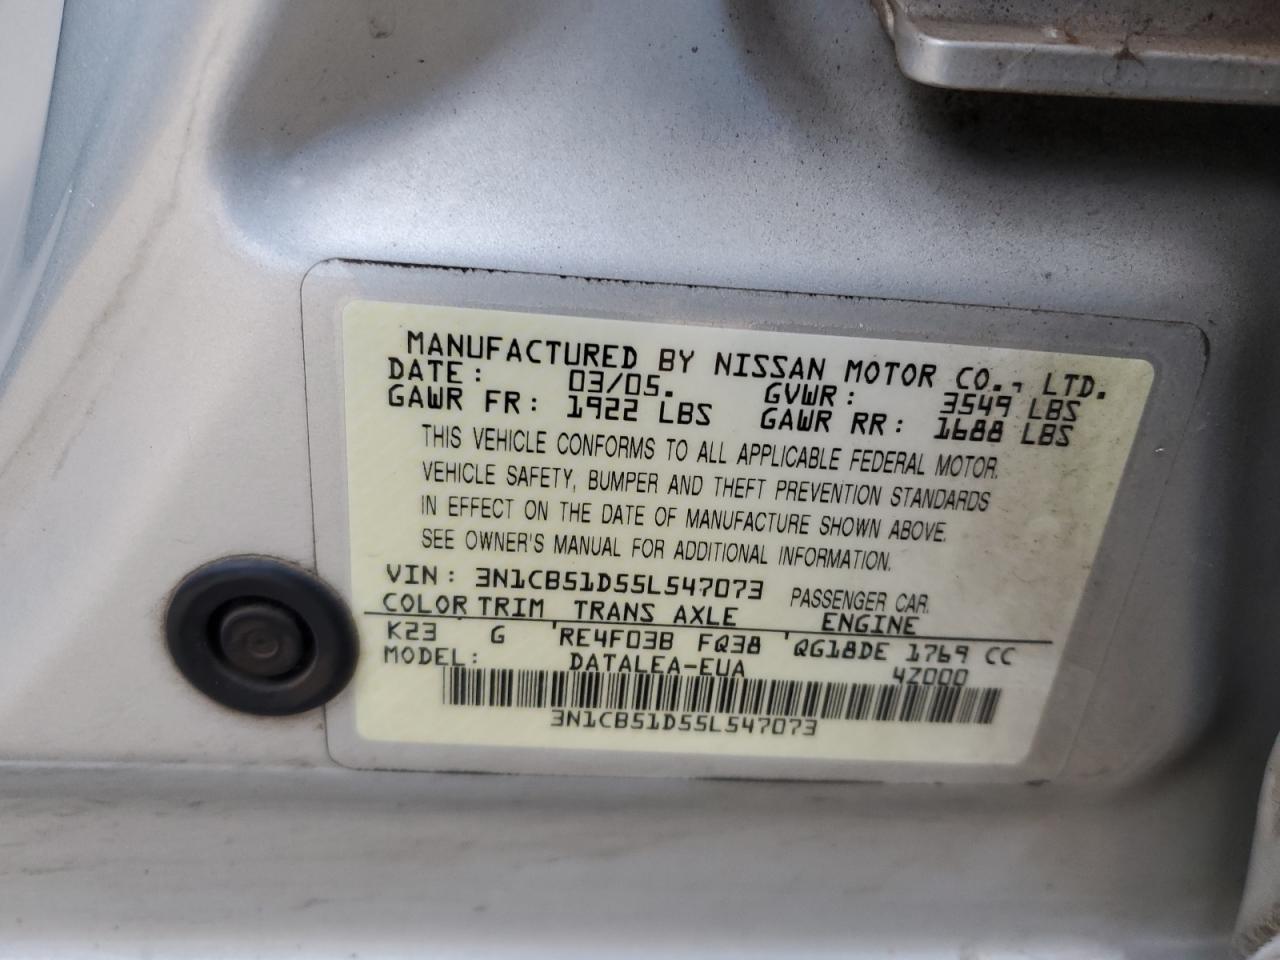 MANUFACTURED BY NISSAN MOTOR CO., LTD.
DATE: 03/05. GVWR: 3549 LBS
GAWR FR: 1922 LBS GAWR RR: 1688 LBS
THIS VEHICLE CONFORMS TO ALL APPLICABLE FEDERAL MOTOR
VEHICLE SAFETY, BUMPER AND THEFT PREVENTION STANDARDS
IN EFFECT ON THE DATE OF MANUFACTURE SHOWN ABOVE.
SEE OWNER'S MANUAL FOR ADDITIONAL INFORMATION.
VIN: 3N1CB51D55L547073 PASSENGER CAR
COLOR TRIM TRANS AXLE ENGINE
K23 G RE4F03B FQ38 QG18DE 1769 CC
MODEL: DATALEA-EUA 4Z000
3N1CB51D55L547073